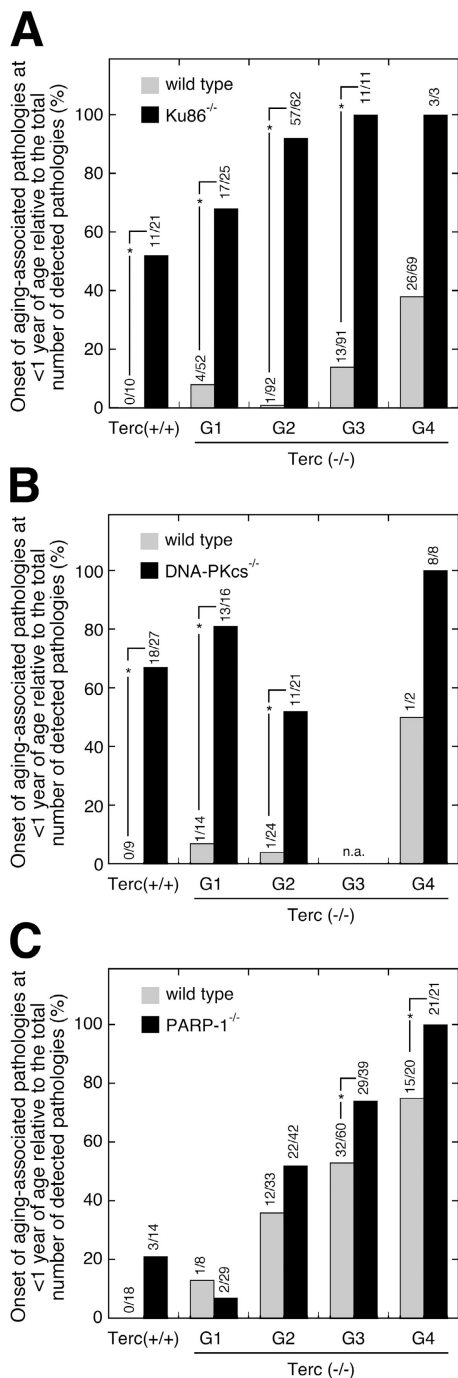 A
Onset of aging-associated pathologies at
<1 year of age relative to the total
number of detected pathologies (%)
100
80
60
40
20
0
wild type
Ku86-/-
0/10
*
11/21
4/52
*
17/25
1/92
*
57/62
13/91
*
11/11
26/69
3/3
Terc(+/+)
G1
G2
G3
G4
Terc (-/-)
B
Onset of aging-associated pathologies at
<1 year of age relative to the total
number of detected pathologies (%)
100
80
60
40
20
0
wild type
DNA-PKcs-/-
0/9
*
18/27
1/14
*
13/16
1/24
*
11/21
n.a.
1/2
8/8
Terc(+/+)
G1
G2
G3
G4
Terc (-/-)
C
Onset of aging-associated pathologies at
<1 year of age relative to the total
number of detected pathologies (%)
100
80
60
40
20
0
wild type
PARP-1-/-
0/18
3/14
1/8
2/29
12/33
22/42
32/60
*
29/39
15/20
*
21/21
Terc(+/+)
G1
G2
G3
G4
Terc (-/-)